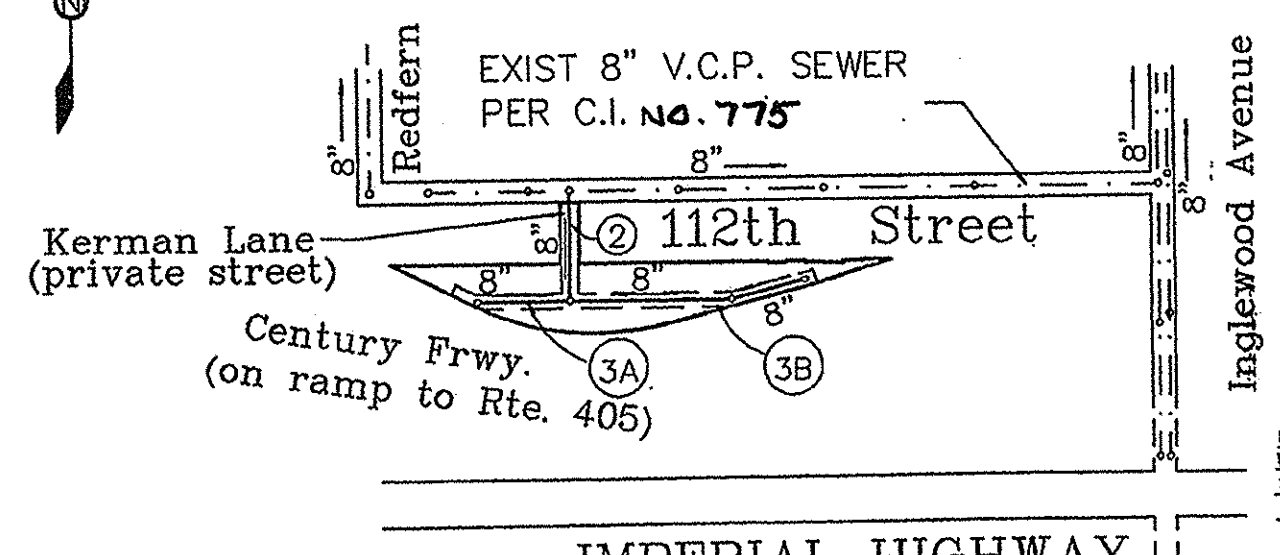 N
Redfern
EXIST 8" V.C.P. SEWER
PER C.I. NO. 775
Inglewood Avenue
8"
8"
8"
8"
Kerman Lane
(private street)
8"
2
112th Street
8"
8"
8"
Century Frwy.
(on ramp to Rte. 405)
3A
3B
IMPERIAL HIGHWAY